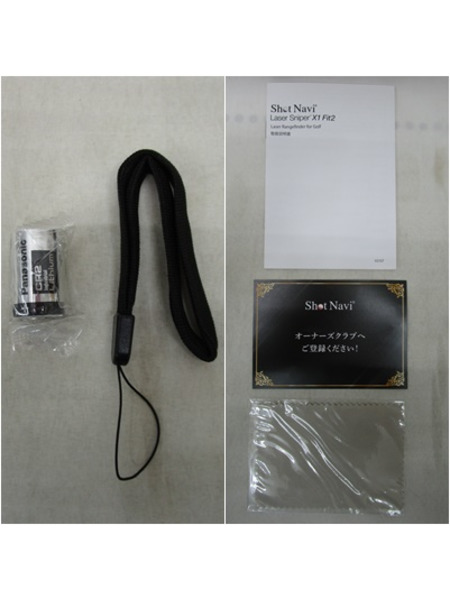 Panasonic
CR2
Industrial
Lithium
Shot Navi
Laser Sniper X1 Fit2
Laser Rangefinder for Golf
取扱説明書
Shot Navi
オーナーズクラブへ
ご登録ください!